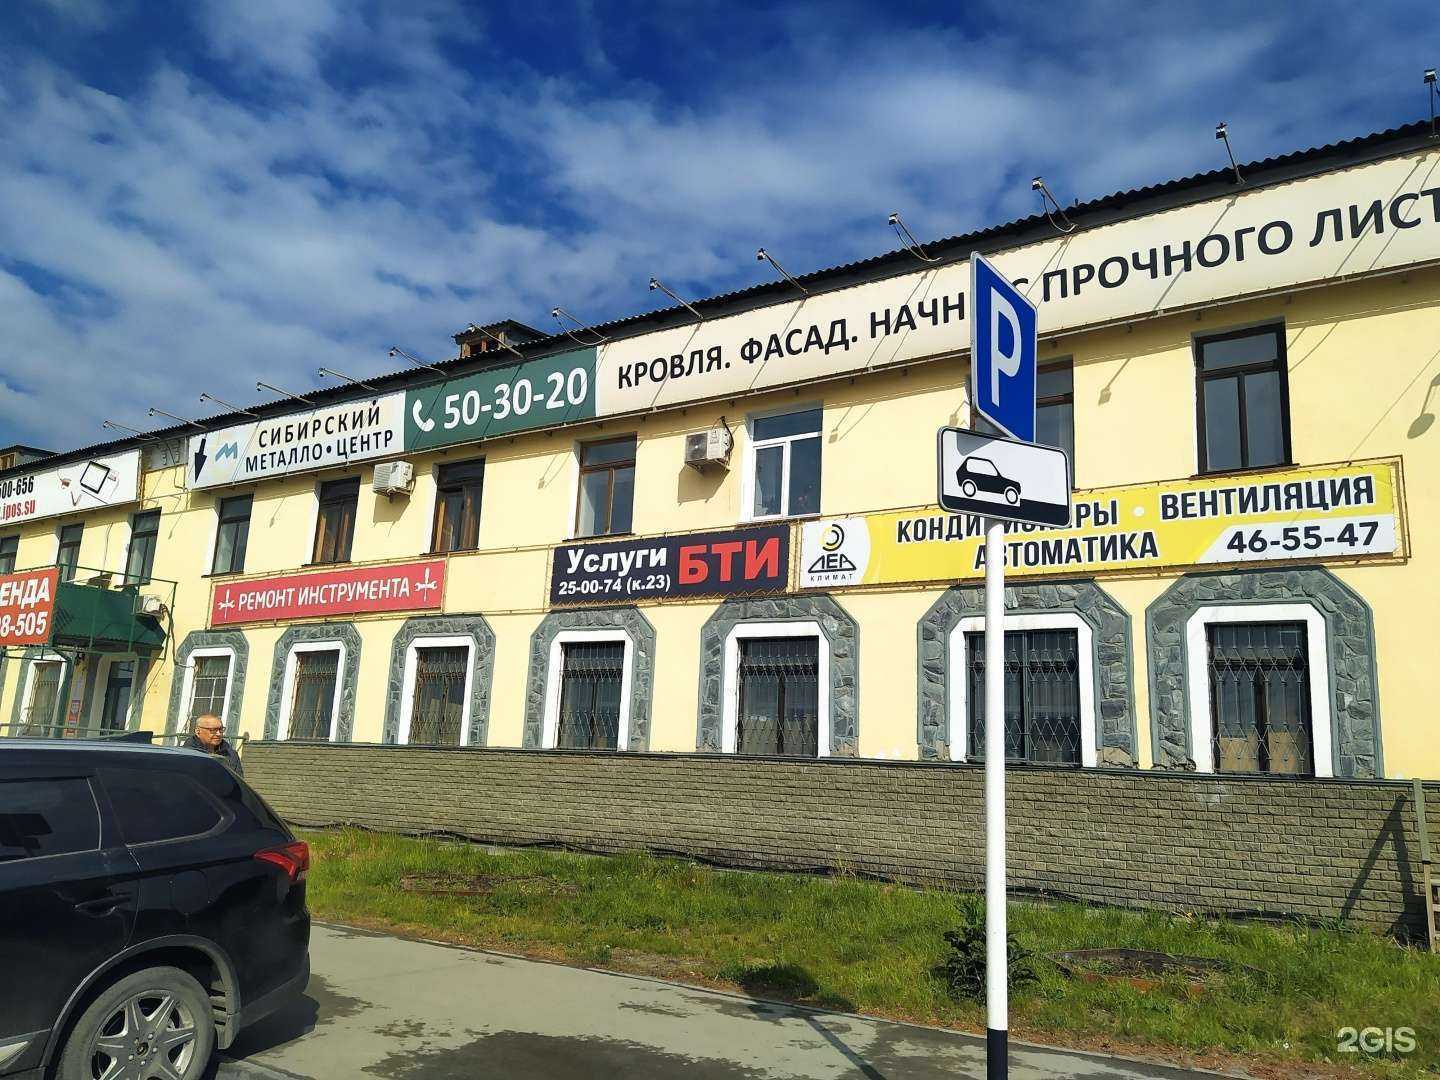 500-656
.ipos.su
СИБИРСКИЙ
МЕТАЛЛО•ЦЕНТР
50-30-20
КРОВЛЯ. ФАСАД. НАЧН С ПРОЧНОГО ЛИСТ
P
ЕНДА
8-505
РЕМОНТ ИНСТРУМЕНТА
Услуги БТИ
25-00-74 (к.23)
ЛЕД
КЛИМАТ
КОНДИЦИОНЕРЫ • ВЕНТИЛЯЦИЯ
АВТОМАТИКА
46-55-47
2GIS